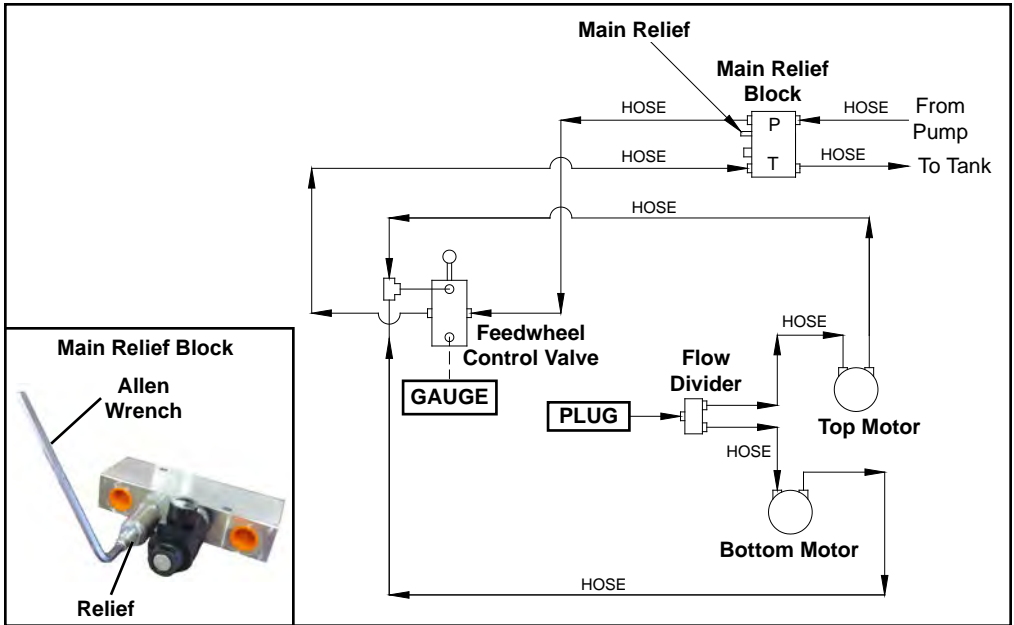 Main Relief
Main Relief
Block
HOSE
P
HOSE
From
Pump
HOSE
T
HOSE
To Tank
HOSE
Feedwheel
Control Valve
GAUGE
HOSE
Flow
Divider
PLUG
Top Motor
HOSE
Bottom Motor
HOSE
Main Relief Block
Allen
Wrench
Relief